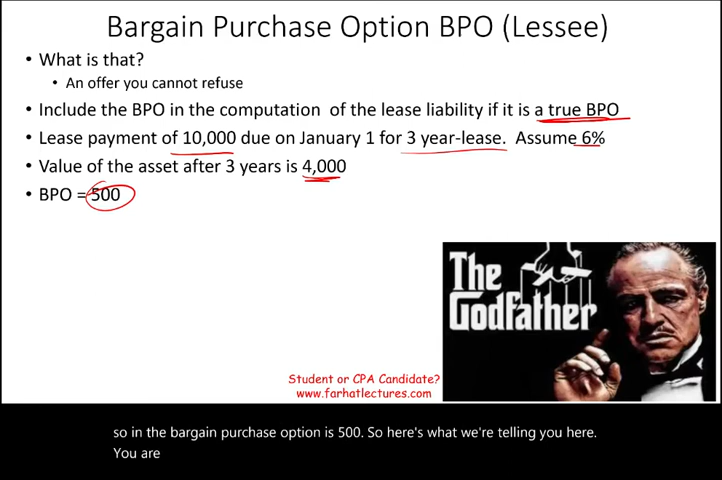 Bargain Purchase Option BPO (Lessee)
• What is that?
• An offer you cannot refuse
• Include the BPO in the computation of the lease liability if it is a true BPO
• Lease payment of 10,000 due on January 1 for 3 year-lease. Assume 6%
• Value of the asset after 3 years is 4,000
• BPO = 500
The
Godfather
Student or CPA Candidate?
www.farhatlectures.com
so in the bargain purchase option is 500. So here's what we're telling you here.
You are